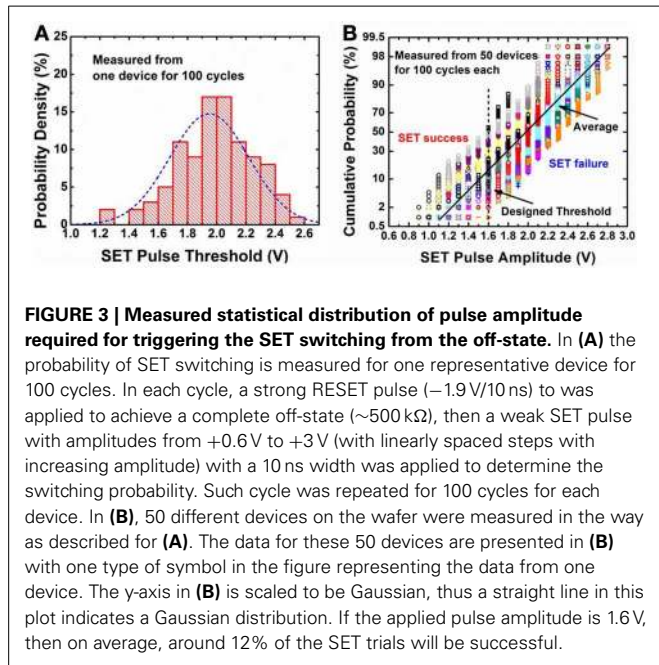 A
Probability Density (%)
25
20
15
10
5
0
Measured from
one device for 100 cycles
1.0 1.2 1.4 1.6 1.8 2.0 2.2 2.4 2.6
SET Pulse Threshold (V)
B
Cumulative Probability (%)
99.5
98
90
70
50
30
10
2
0.5
Measured from 50 devices
for 100 cycles each
Average
SET success
SET failure
Designed Threshold
0.6 0.8 1.0 1.2 1.4 1.6 1.8 2.0 2.2 2.4 2.6 2.8 3.0
SET Pulse Amplitude (V)
FIGURE 3 | Measured statistical distribution of pulse amplitude
required for triggering the SET switching from the off-state. In (A) the
probability of SET switching is measured for one representative device for
100 cycles. In each cycle, a strong RESET pulse (−1.9 V/10 ns) to was
applied to achieve a complete off-state (~500 kΩ), then a weak SET pulse
with amplitudes from +0.6 V to +3 V (with linearly spaced steps with
increasing amplitude) with a 10 ns width was applied to determine the
switching probability. Such cycle was repeated for 100 cycles for each
device. In (B), 50 different devices on the wafer were measured in the way
as described for (A). The data for these 50 devices are presented in (B)
with one type of symbol in the figure representing the data from one
device. The y-axis in (B) is scaled to be Gaussian, thus a straight line in this
plot indicates a Gaussian distribution. If the applied pulse amplitude is 1.6 V,
then on average, around 12% of the SET trials will be successful.